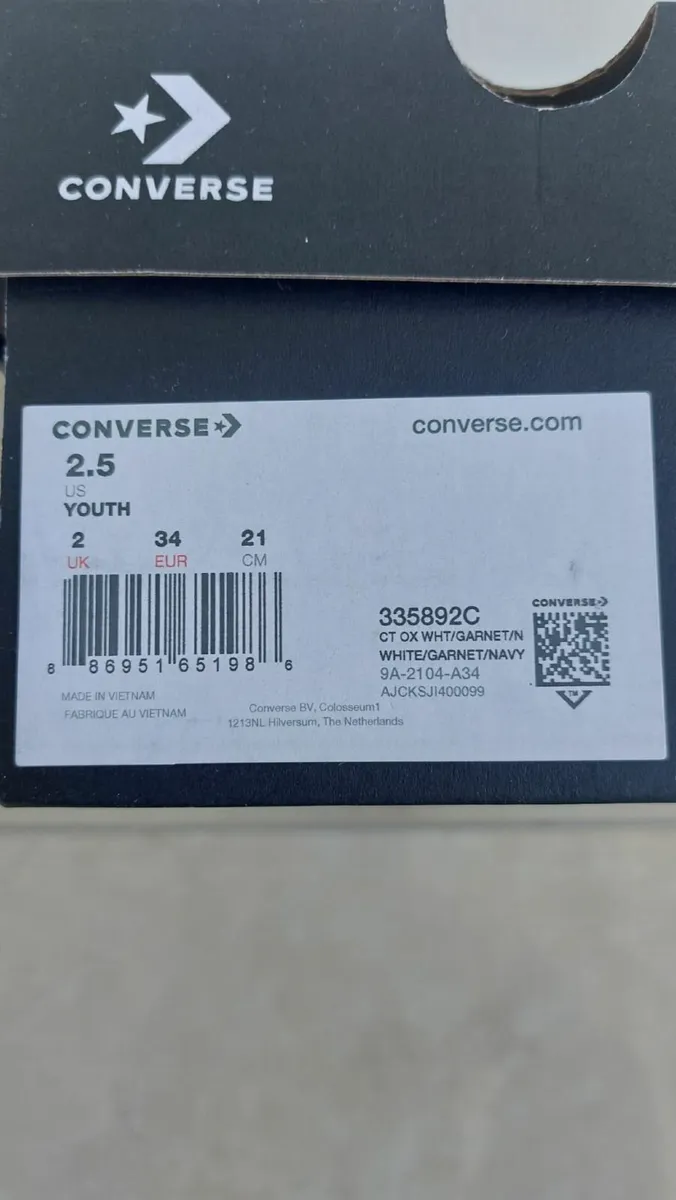 CONVERSE
CONVERSE
converse.com
2.5
US
YOUTH
2 34 21
UK EUR CM
8 86951 65198 6
MADE IN VIETNAM
FABRIQUE AU VIETNAM
Converse BV, Colosseum1
1213NL Hilversum, The Netherlands
335892C
CT OX WHT/GARNET/N
WHITE/GARNET/NAVY
9A-2104-A34
AJCKSJI400099
CONVERSE
TM